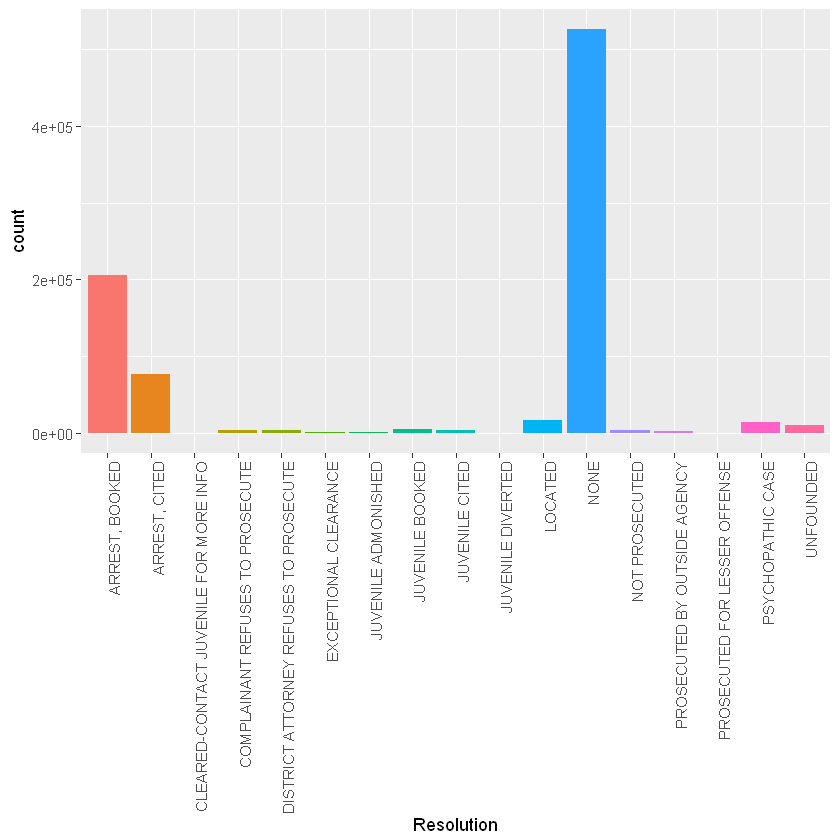 count
4e+05
2e+05
0e+00
ARREST, BOOKED
ARREST, CITED
CLEARED-CONTACT JUVENILE FOR MORE INFO
COMPLAINANT REFUSES TO PROSECUTE
DISTRICT ATTORNEY REFUSES TO PROSECUTE
EXCEPTIONAL CLEARANCE
JUVENILE ADMONISHED
JUVENILE BOOKED
JUVENILE CITED
JUVENILE DIVERTED
LOCATED
NONE
NOT PROSECUTED
PROSECUTED BY OUTSIDE AGENCY
PROSECUTED FOR LESSER OFFENSE
PSYCHOPATHIC CASE
UNFOUNDED
Resolution